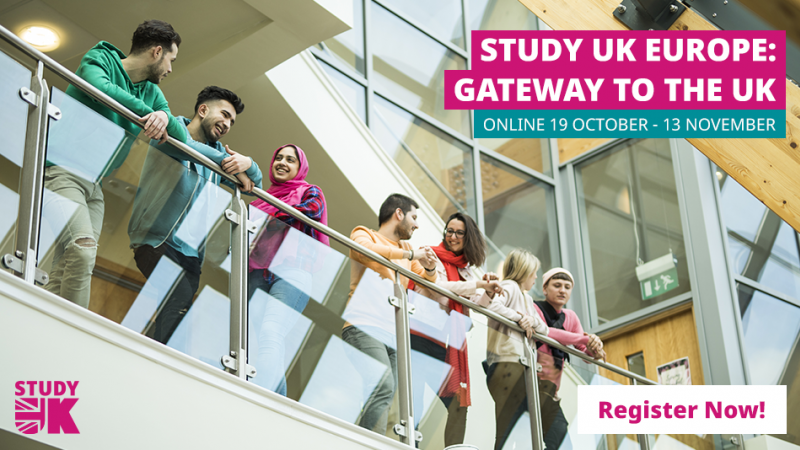 STUDY UK EUROPE:
GATEWAY TO THE UK
ONLINE 19 OCTOBER - 13 NOVEMBER
STUDY
UK
Register Now!